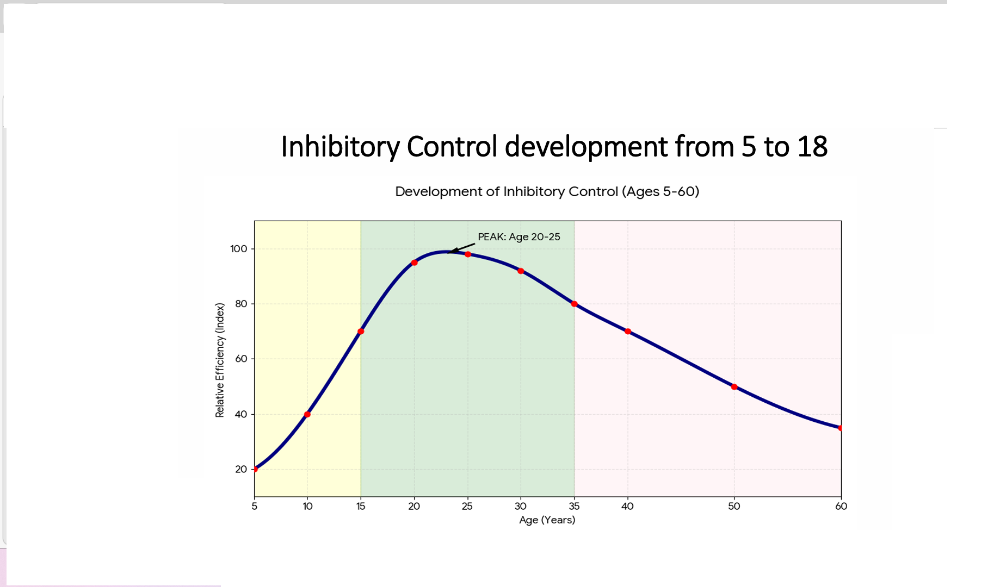 Inhibitory Control development from 5 to 18
Development of Inhibitory Control (Ages 5-60)
PEAK: Age 20-25
100
80
60
40
20
Relative Efficiency (Index)
5 10 15 20 25 30 35 40 50 60
Age (Years)